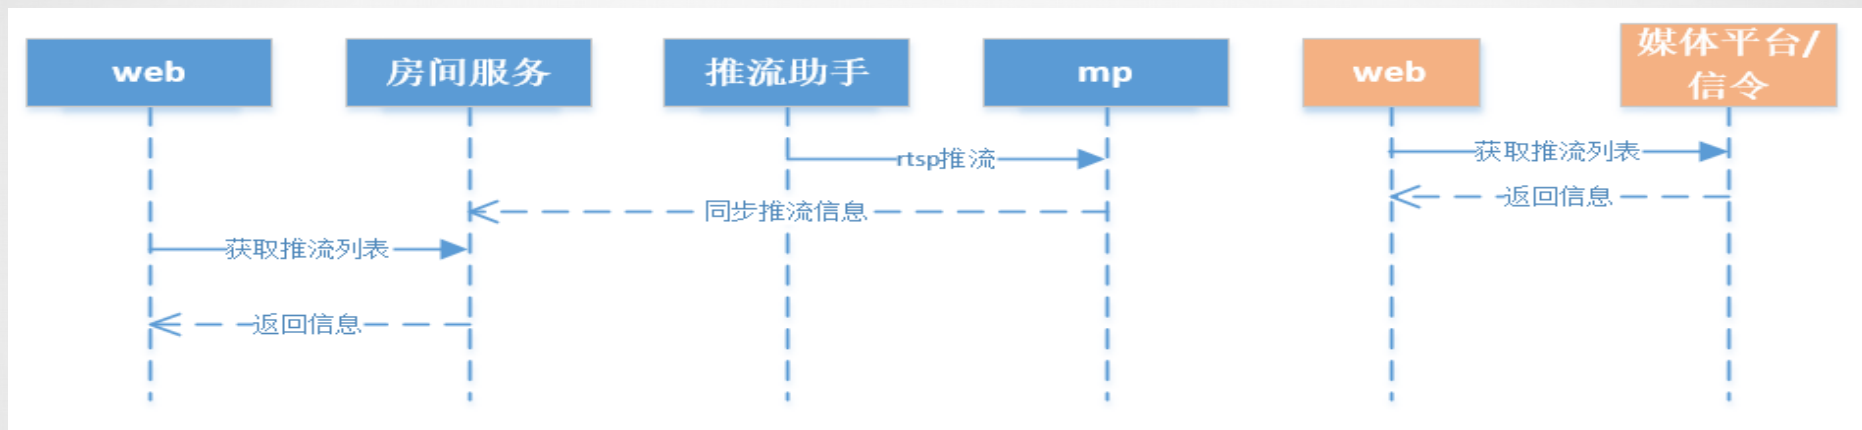 web
房间服务
推流助手
mp
web
媒体平台/
信令
rtsp推流
获取推流列表
返回信息
同步推流信息
获取推流列表
返回信息